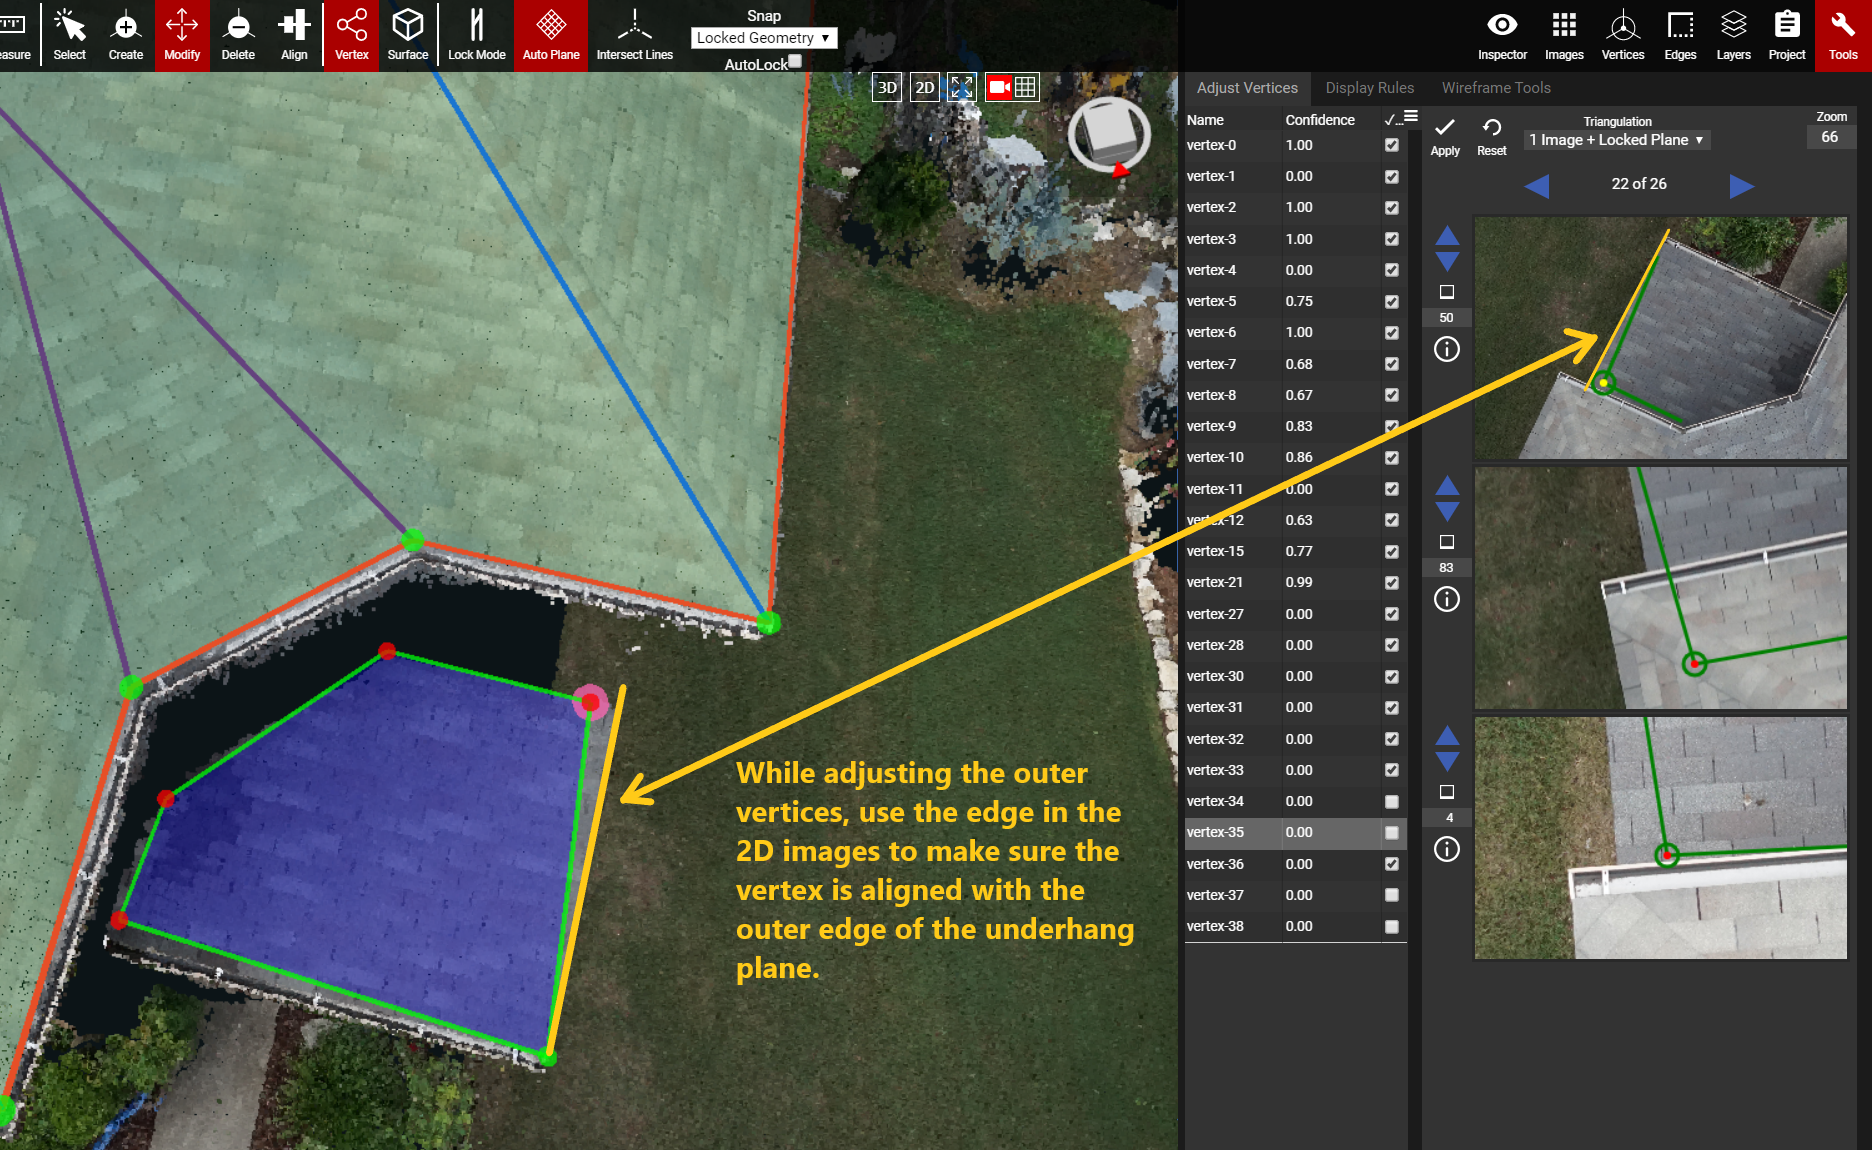 easure
Select
Create
Modify
Delete
Align
Vertex
Surface
Lock Mode
Auto Plane
Intersect Lines
Snap
Locked Geometry
AutoLock
Inspector
Images
Vertices
Edges
Layers
Project
Tools
3D
2D
Adjust Vertices
Display Rules
Wireframe Tools
Name Confidence ✓...
vertex-0 1.00
vertex-1 0.00
vertex-2 1.00
vertex-3 1.00
vertex-4 0.00
vertex-5 0.75
vertex-6 1.00
vertex-7 0.68
vertex-8 0.67
vertex-9 0.83
vertex-10 0.86
vertex-11 0.00
vertex-12 0.63
vertex-15 0.77
vertex-21 0.99
vertex-27 0.00
vertex-28 0.00
vertex-30 0.00
vertex-31 0.00
vertex-32 0.00
vertex-33 0.00
vertex-34 0.00
vertex-35 0.00
vertex-36 0.00
vertex-37 0.00
vertex-38 0.00
Apply
Reset
Triangulation
1 Image + Locked Plane
Zoom
66
22 of 26
50
83
4
While adjusting the outer
vertices, use the edge in the
2D images to make sure the
vertex is aligned with the
outer edge of the underhang
plane.